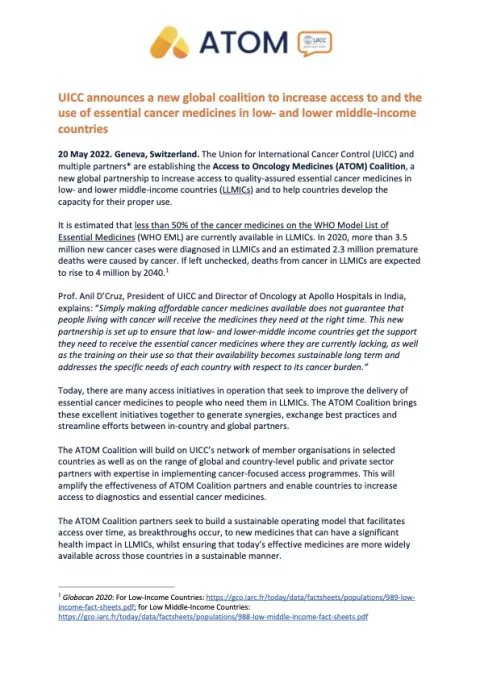 ATOM
UICC
UICC announces a new global coalition to increase access to and the
use of essential cancer medicines in low- and lower middle-income
countries
20 May 2022. Geneva, Switzerland. The Union for International Cancer Control (UICC) and
multiple partners* are establishing the Access to Oncology Medicines (ATOM) Coalition, a
new global partnership to increase access to quality-assured essential cancer medicines in
low- and lower middle-income countries (LLMICs) and to help countries develop the
capacity for their proper use.
It is estimated that less than 50% of the cancer medicines on the WHO Model List of
Essential Medicines (WHO EML) are currently available in LLMICs. In 2020, more than 3.5
million new cancer cases were diagnosed in LLMICs and an estimated 2.3 million premature
deaths were caused by cancer. If left unchecked, deaths from cancer in LLMICs are expected
to rise to 4 million by 2040.1
Prof. Anil D'Cruz, President of UICC and Director of Oncology at Apollo Hospitals in India,
explains: "Simply making affordable cancer medicines available does not guarantee that
people living with cancer will receive the medicines they need at the right time. This new
partnership is set up to ensure that low- and lower-middle income countries get the support
they need to receive the essential cancer medicines where they are currently lacking, as well
as the training on their use so that their availability becomes sustainable long term and
addresses the specific needs of each country with respect to its cancer burden."
Today, there are many access initiatives in operation that seek to improve the delivery of
essential cancer medicines to people who need them in LLMICs. The ATOM Coalition brings
these excellent initiatives together to generate synergies, exchange best practices and
streamline efforts between in-country and global partners.
The ATOM Coalition will build on UICC's network of member organisations in selected
countries as well as on the range of global and country-level public and private sector
partners with expertise in implementing cancer-focused access programmes. This will
amplify the effectiveness of ATOM Coalition partners and enable countries to increase
access to diagnostics and essential cancer medicines.
The ATOM Coalition partners seek to build a sustainable operating model that facilitates
access over time, as breakthroughs occur, to new medicines that can have a significant
health impact in LLMICs, whilst ensuring that today's effective medicines are more widely
available across those countries in a sustainable manner.
1 Globocan 2020: For Low-Income Countries: https://gco.iarc.fr/today/data/factsheets/populations/989-low-
income-fact-sheets.pdf; for Low Middle-Income Countries:
https://gco.iarc.fr/today/data/factsheets/populations/988-low-middle-income-fact-sheets.pdf